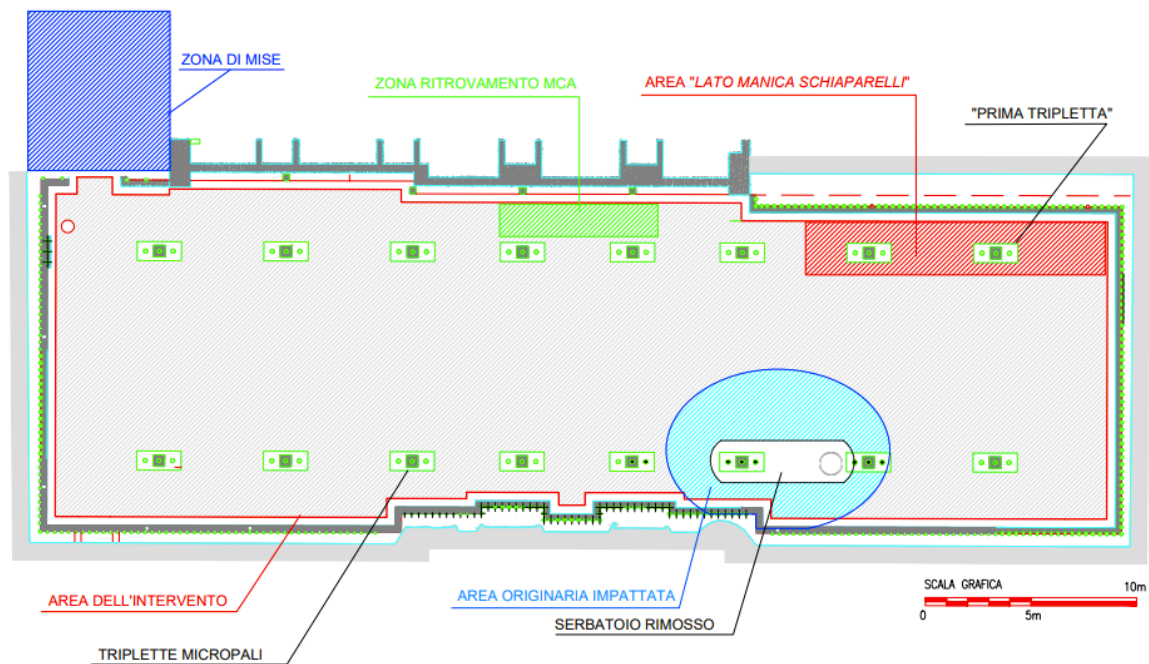 ZONA DI MISE
ZONA RITROVAMENTO MCA
AREA "LATO MANICA SCHIAPARELLI"
"PRIMA TRIPLETTA"
AREA DELL'INTERVENTO
AREA ORIGINARIA IMPATTATA
SERBATOIO RIMOSSO
TRIPLETTE MICROPALI
SCALA GRAFICA
10m
0
5m